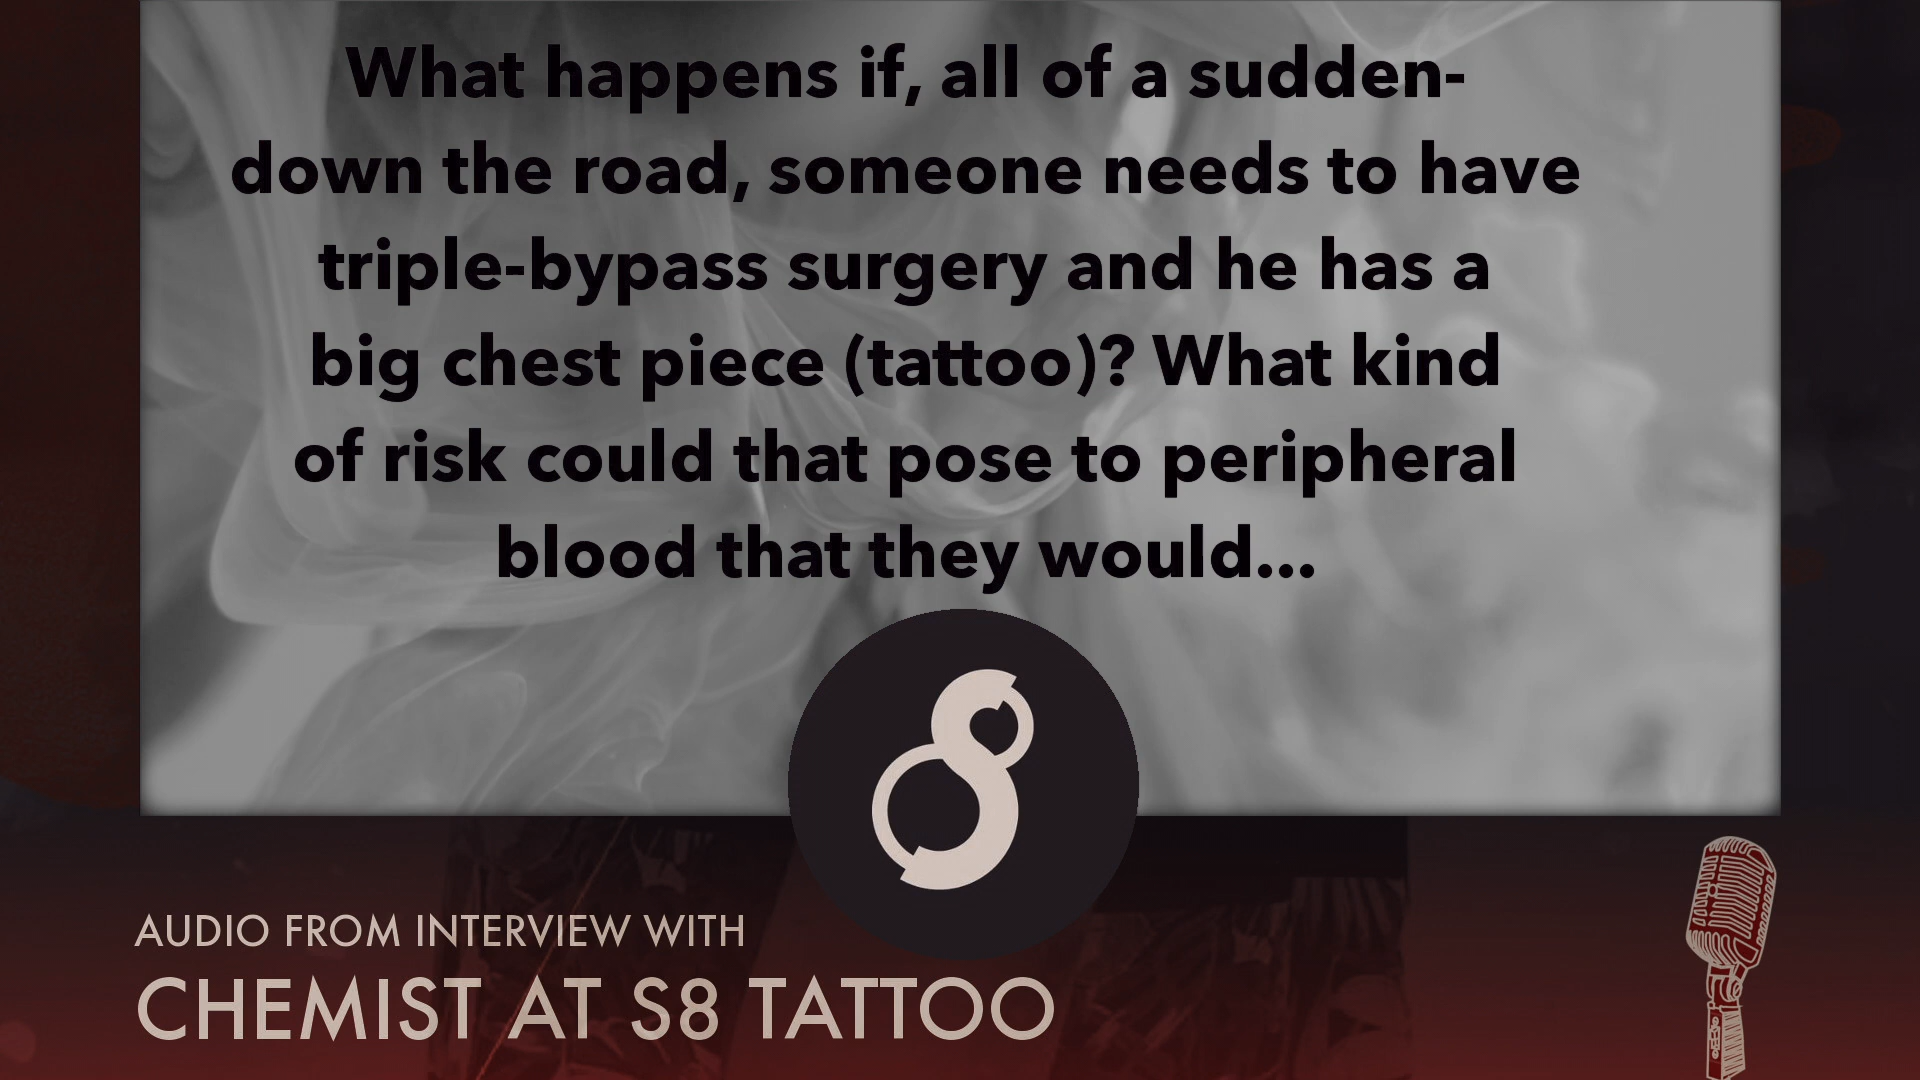 What happens if, all of a sudden-
down the road, someone needs to have
triple-bypass surgery and he has a
big chest piece (tattoo)? What kind
of risk could that pose to peripheral
blood that they would...
8
AUDIO FROM INTERVIEW WITH
CHEMIST AT S8 TATTOO